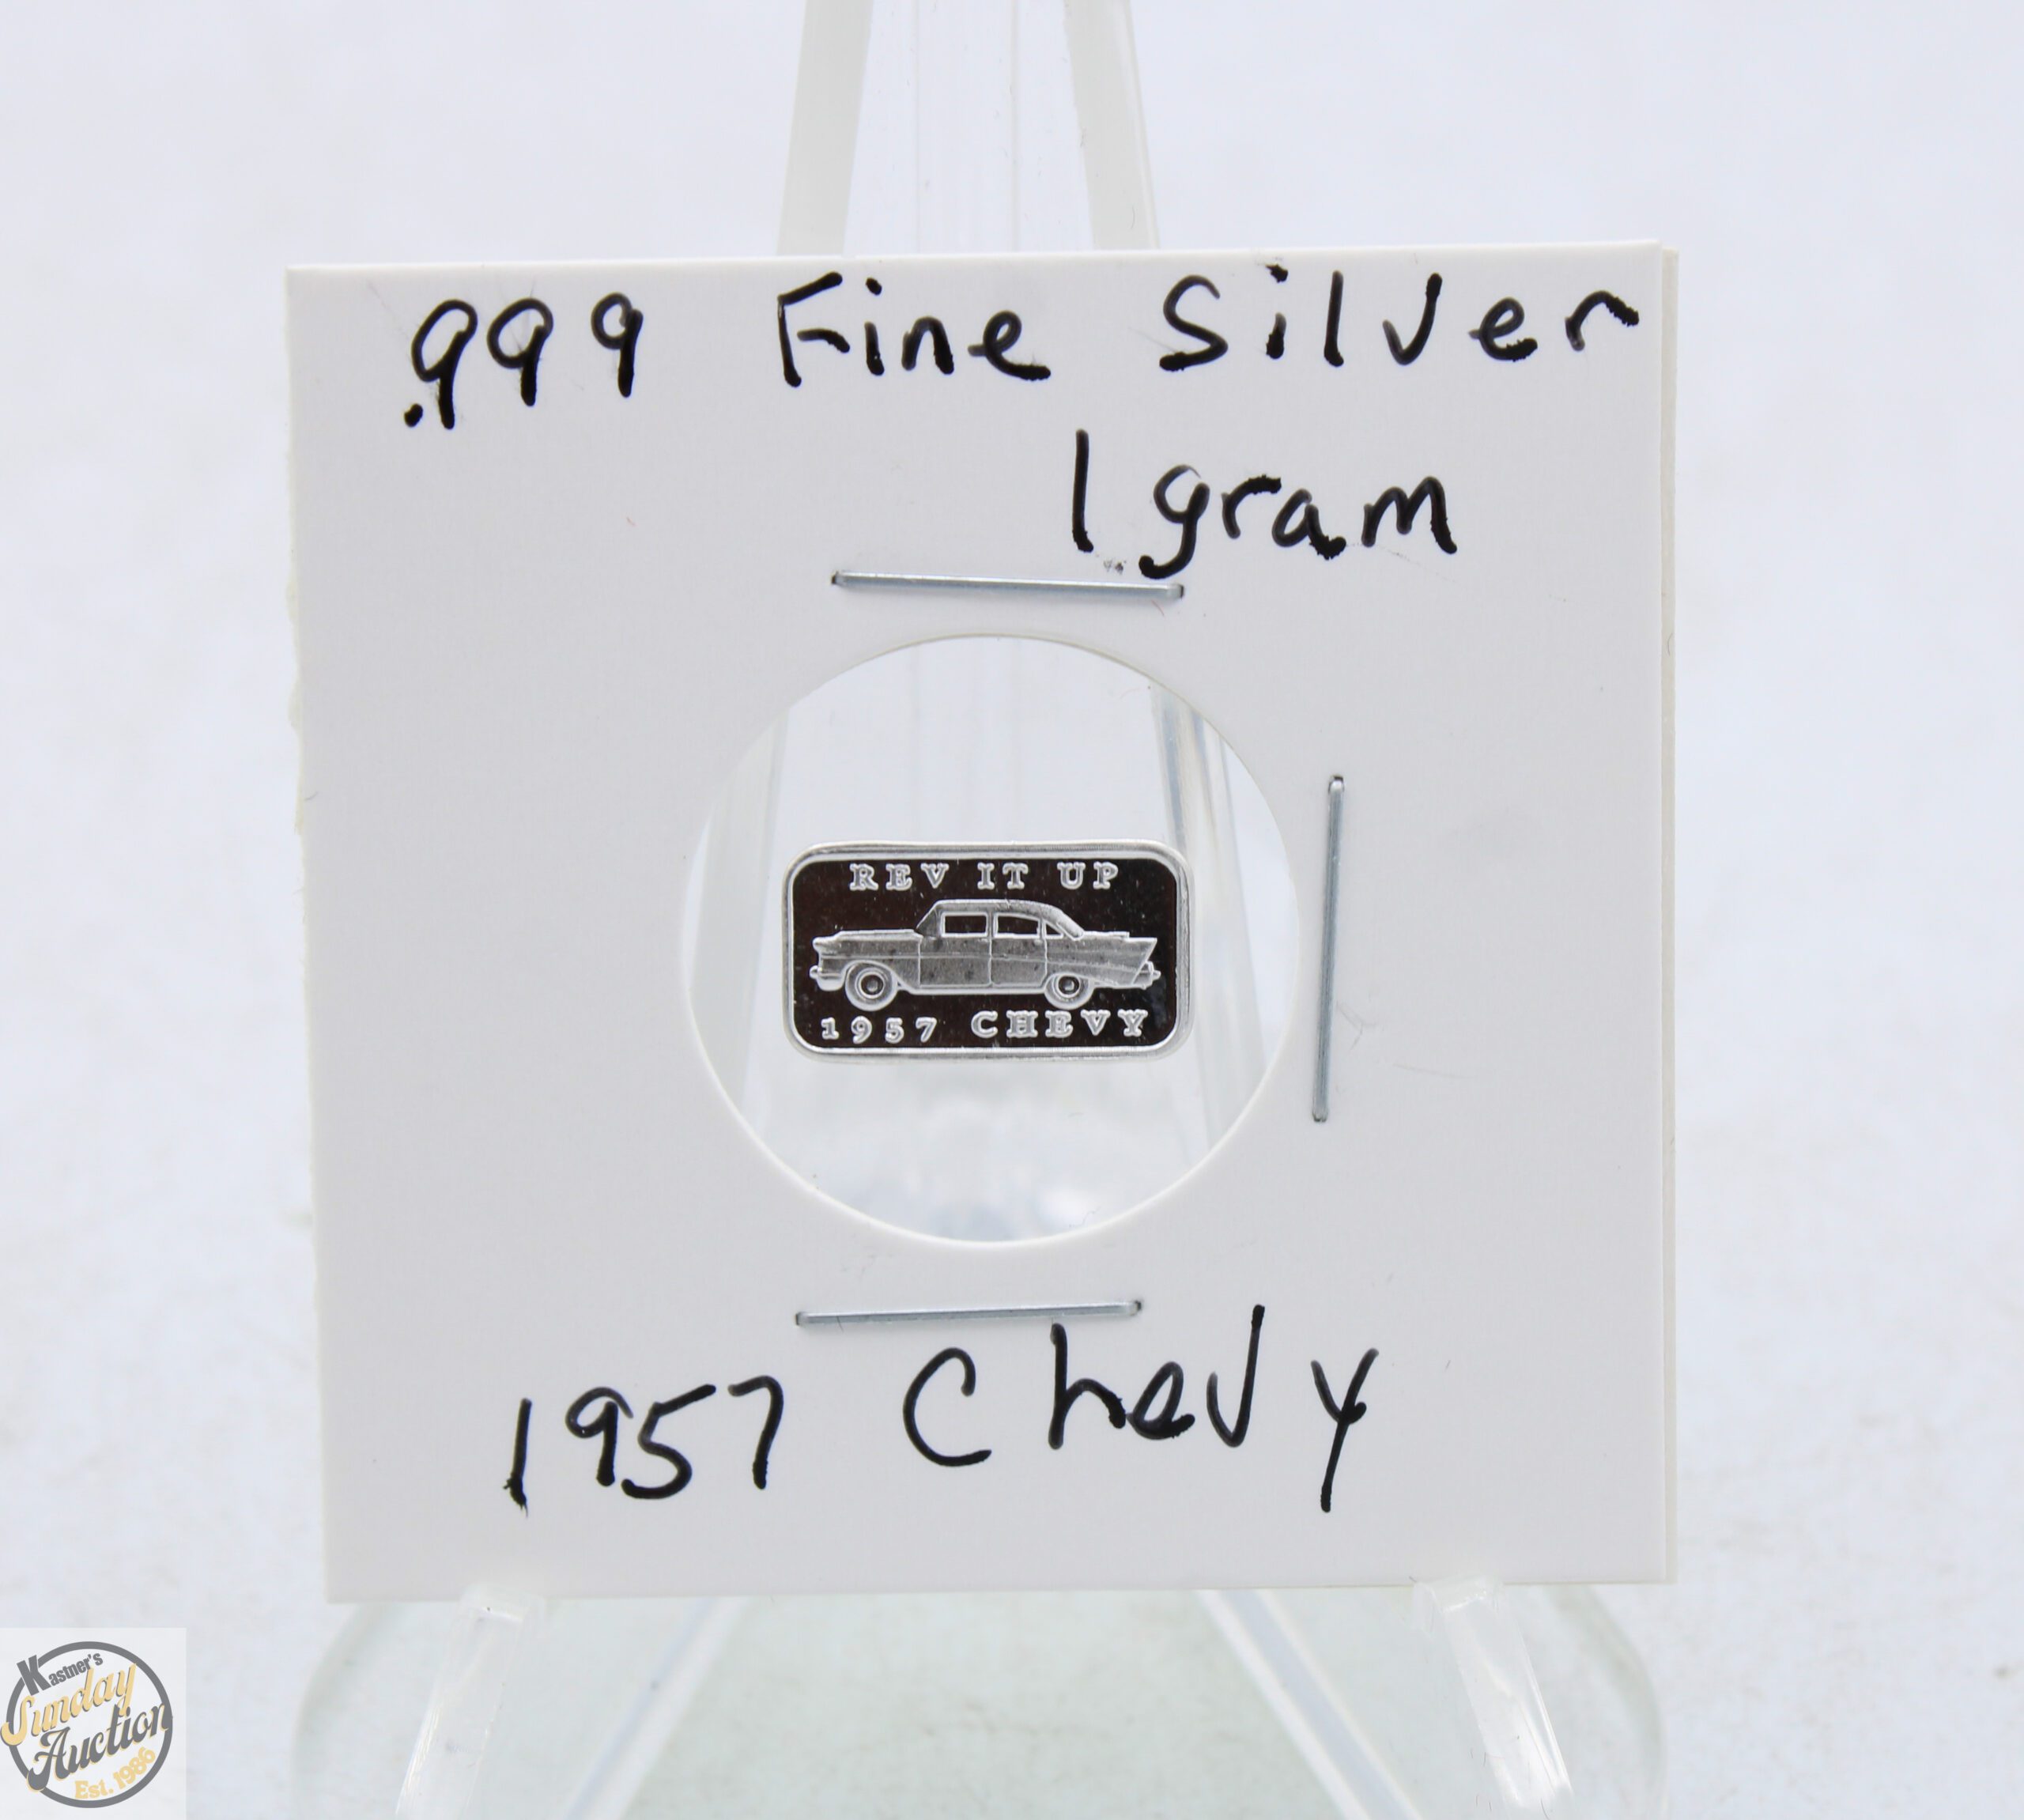 .999 Fine Silver
1 gram
REV IT UP
1957 CHEVY
1957 Chevy
Kastner's
Sunday
Auction
Est. 1986